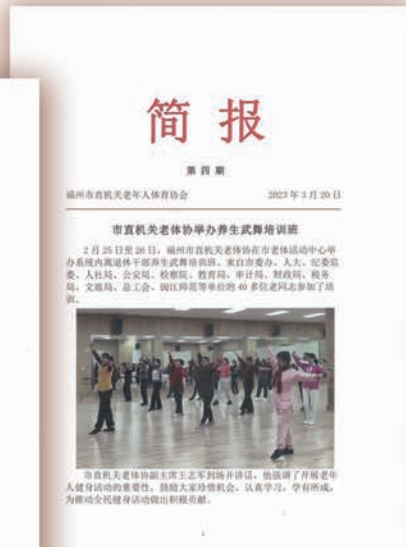 简报
第四期
福州市直机关老年人体育协会 2023年3月20日
市直机关老体协举办养生武舞培训班
2月25日至26日，福州市直机关老体协在市老体活动中心举
办系统内离退休干部养生武舞培训班。来自市委办、人大、纪委监
委、人社局、公安局、检察院、教育局、审计局、财政局、税务
局、文旅局、总工会、闽江师范等单位的40多位老同志参加了培
训。
市直机关老体协副主席王志军到场并讲话，他强调了开展老年
人健身活动的重要性，鼓励大家珍惜机会，认真学习，学有所成，
为推动全民健身活动做出积极贡献。
1